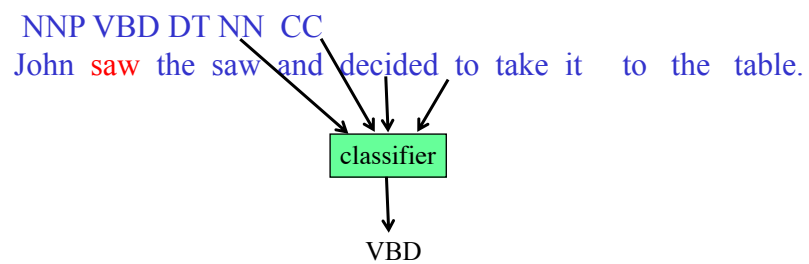 NNP VBD DT NN CC
John saw the saw and decided to take it to the table.
classifier
VBD